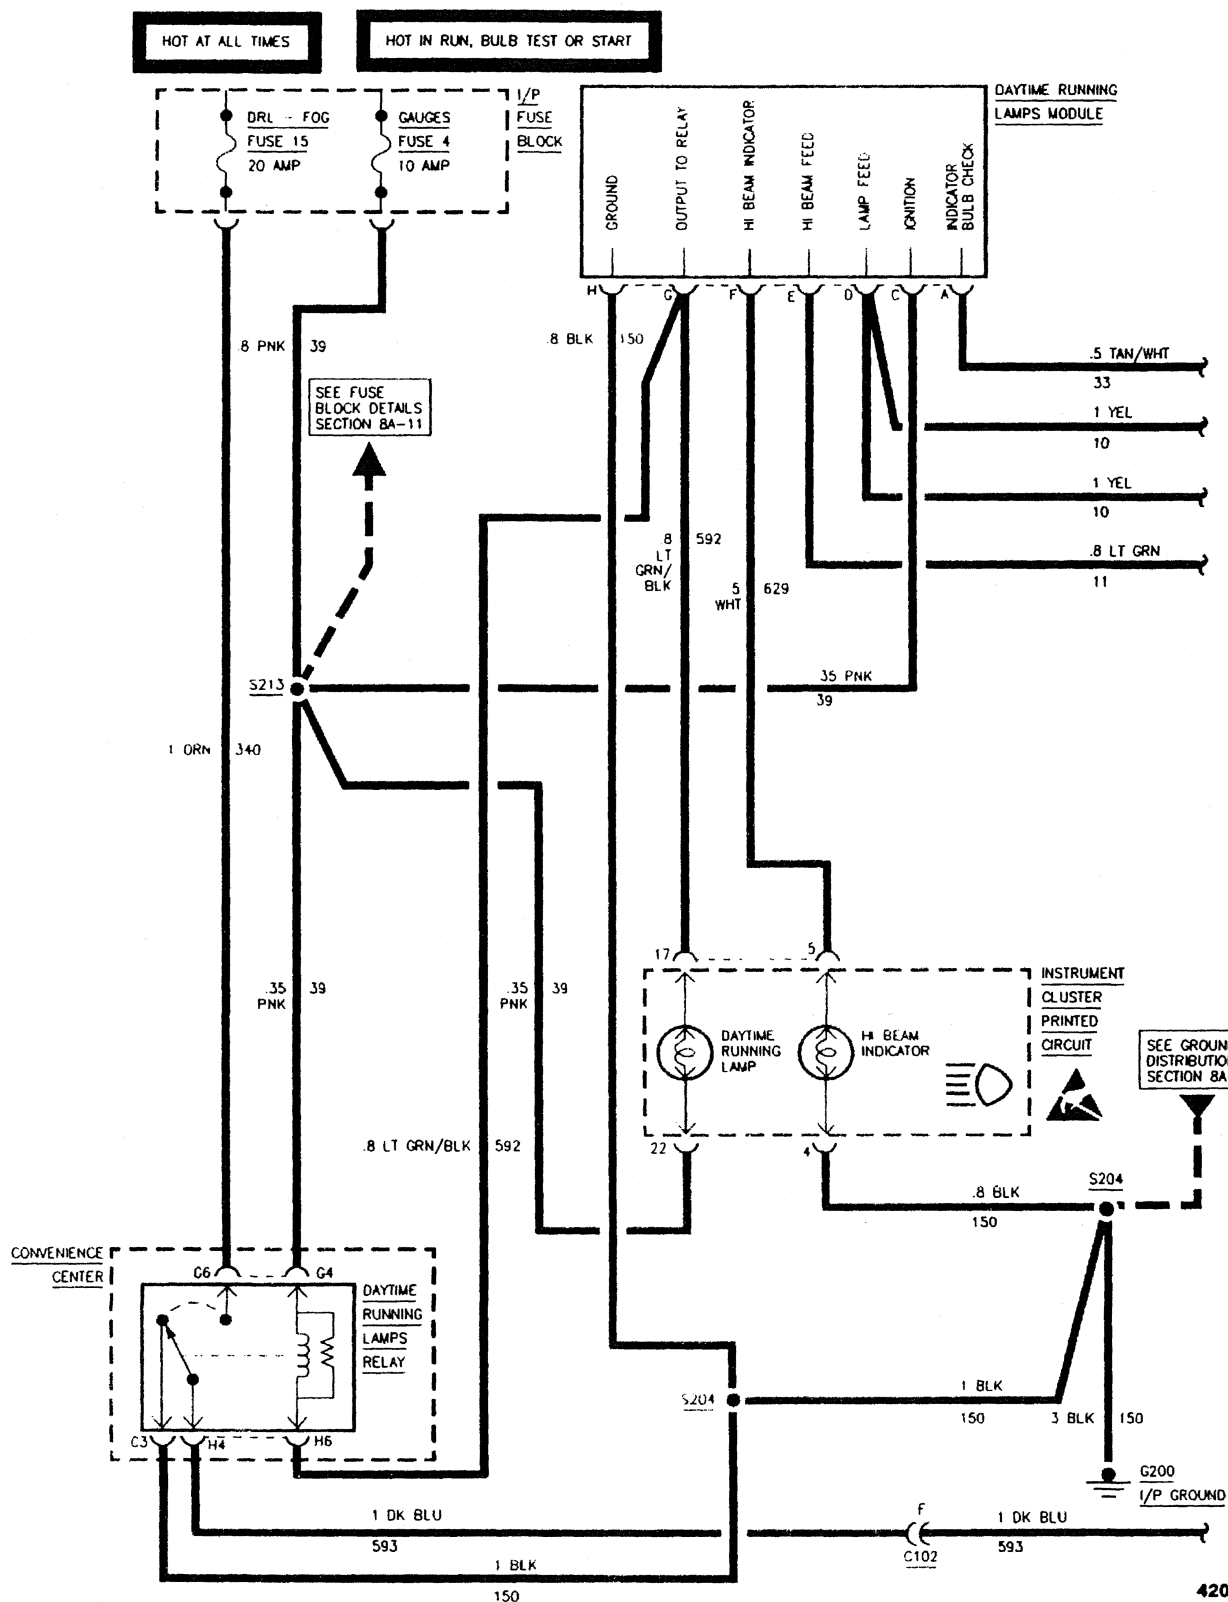 HOT AT ALL TIMES
HOT IN RUN, BULB TEST OR START
DRL - FOG
FUSE 15
20 AMP
GAUGES
FUSE 4
10 AMP
I/P
FUSE
BLOCK
DAYTIME RUNNING
LAMPS MODULE
GROUND
OUTPUT TO RELAY
HI BEAM INDICATOR
HI BEAM FEED
LAMP FEED
IGNITION
INDICATOR
BULB CHECK
H
G
F
E
D
C
A
.8 PNK
39
.8 BLK
150
.5 TAN/WHT
33
1 YEL
10
1 YEL
10
.8 LT GRN
11
SEE FUSE
BLOCK DETAILS
SECTION 8A-11
.8
LT
GRN/
BLK
592
5
WHT
629
S213
35 PNK
39
1 ORN
340
.35
PNK
39
.35
PNK
39
17
5
DAYTIME
RUNNING
LAMP
HI BEAM
INDICATOR
INSTRUMENT
CLUSTER
PRINTED
CIRCUIT
SEE GROUN
DISTRIBUTIO
SECTION 8A
22
4
.8 LT GRN/BLK
592
.8 BLK
150
S204
CONVENIENCE
CENTER
G6
G4
DAYTIME
RUNNING
LAMPS
RELAY
C3
H4
H6
S204
1 BLK
150
3 BLK
150
G200
I/P GROUND
1 DK BLU
593
F
C102
1 DK BLU
593
1 BLK
150
420